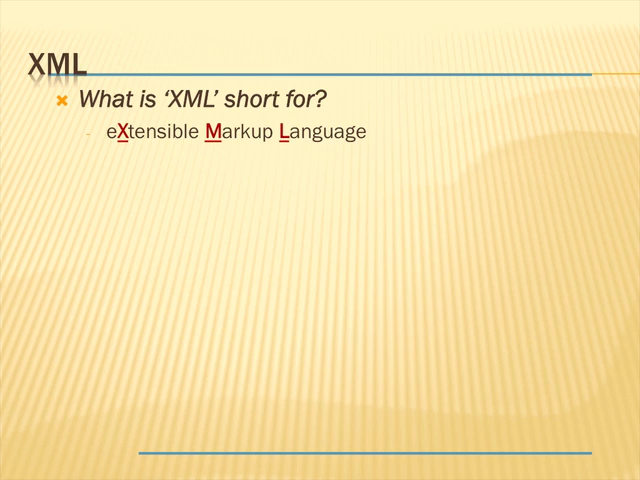 XML
What is ‘XML’ short for?
- eXtensible Markup Language